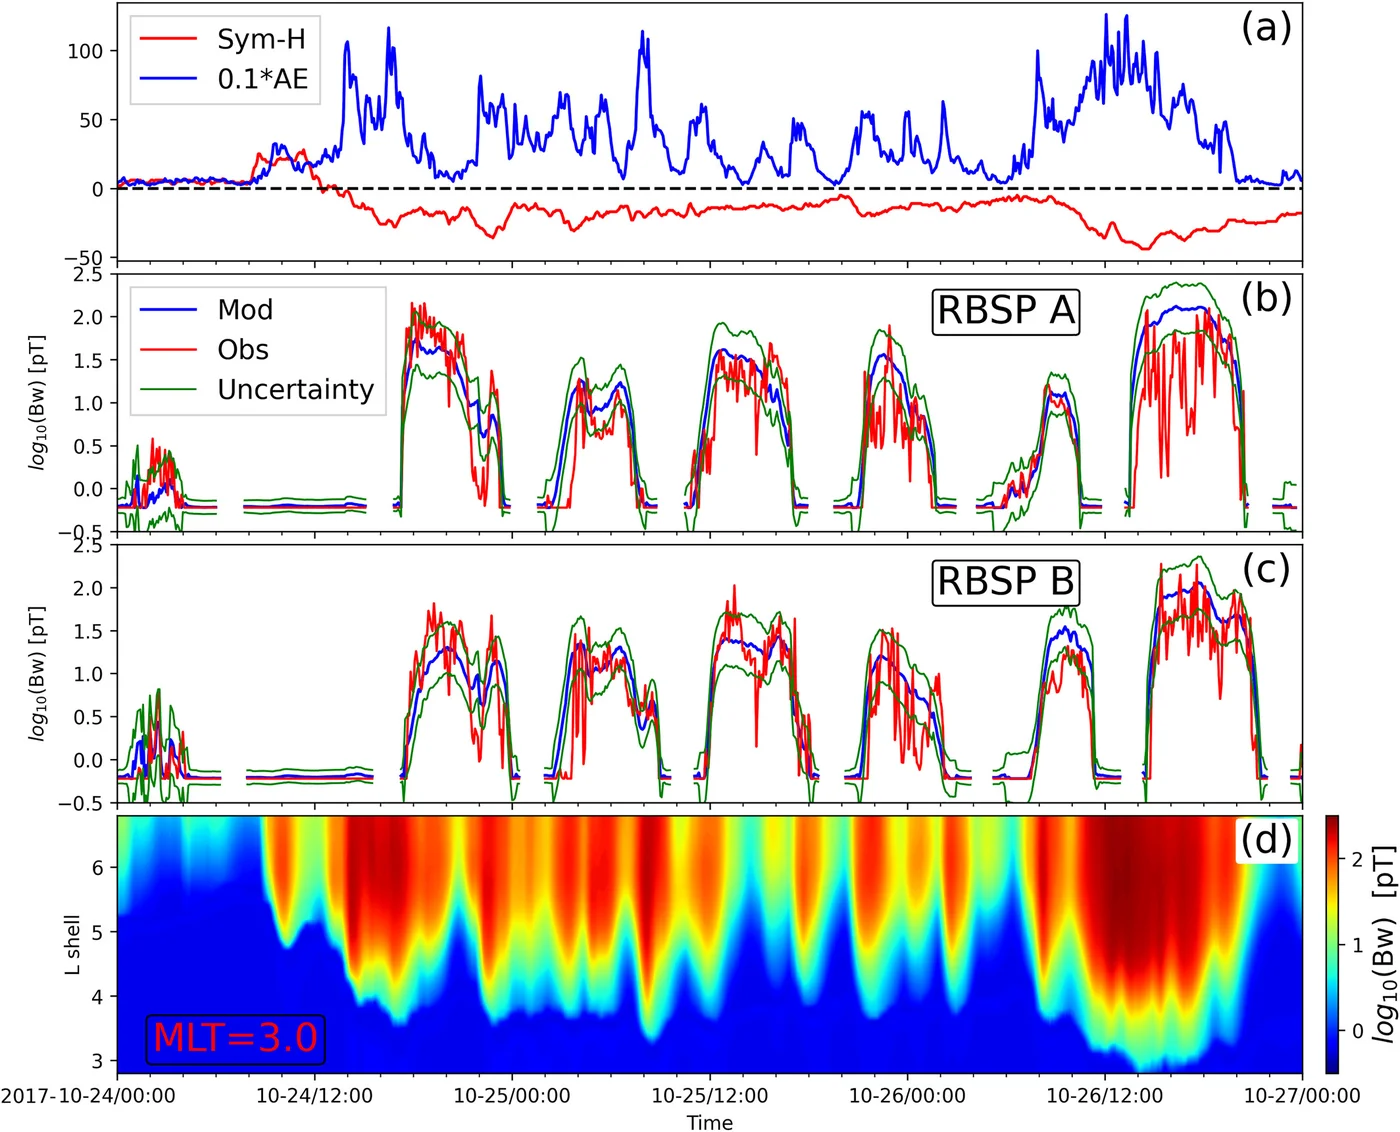 (a)
Sym-H
0.1*AE
100
50
0
−50
(b)
Mod
Obs
Uncertainty
RBSP A
log10(Bw) [pT]
2.5
2.0
1.5
1.0
0.5
0.0
−0.5
(c)
RBSP B
log10(Bw) [pT]
2.5
2.0
1.5
1.0
0.5
0.0
−0.5
(d)
MLT=3.0
L shell
6
5
4
3
2
1
0
log10(Bw) [pT]
2017-10-24/00:00 10-24/12:00 10-25/00:00 10-25/12:00 10-26/00:00 10-26/12:00 10-27/00:00
Time